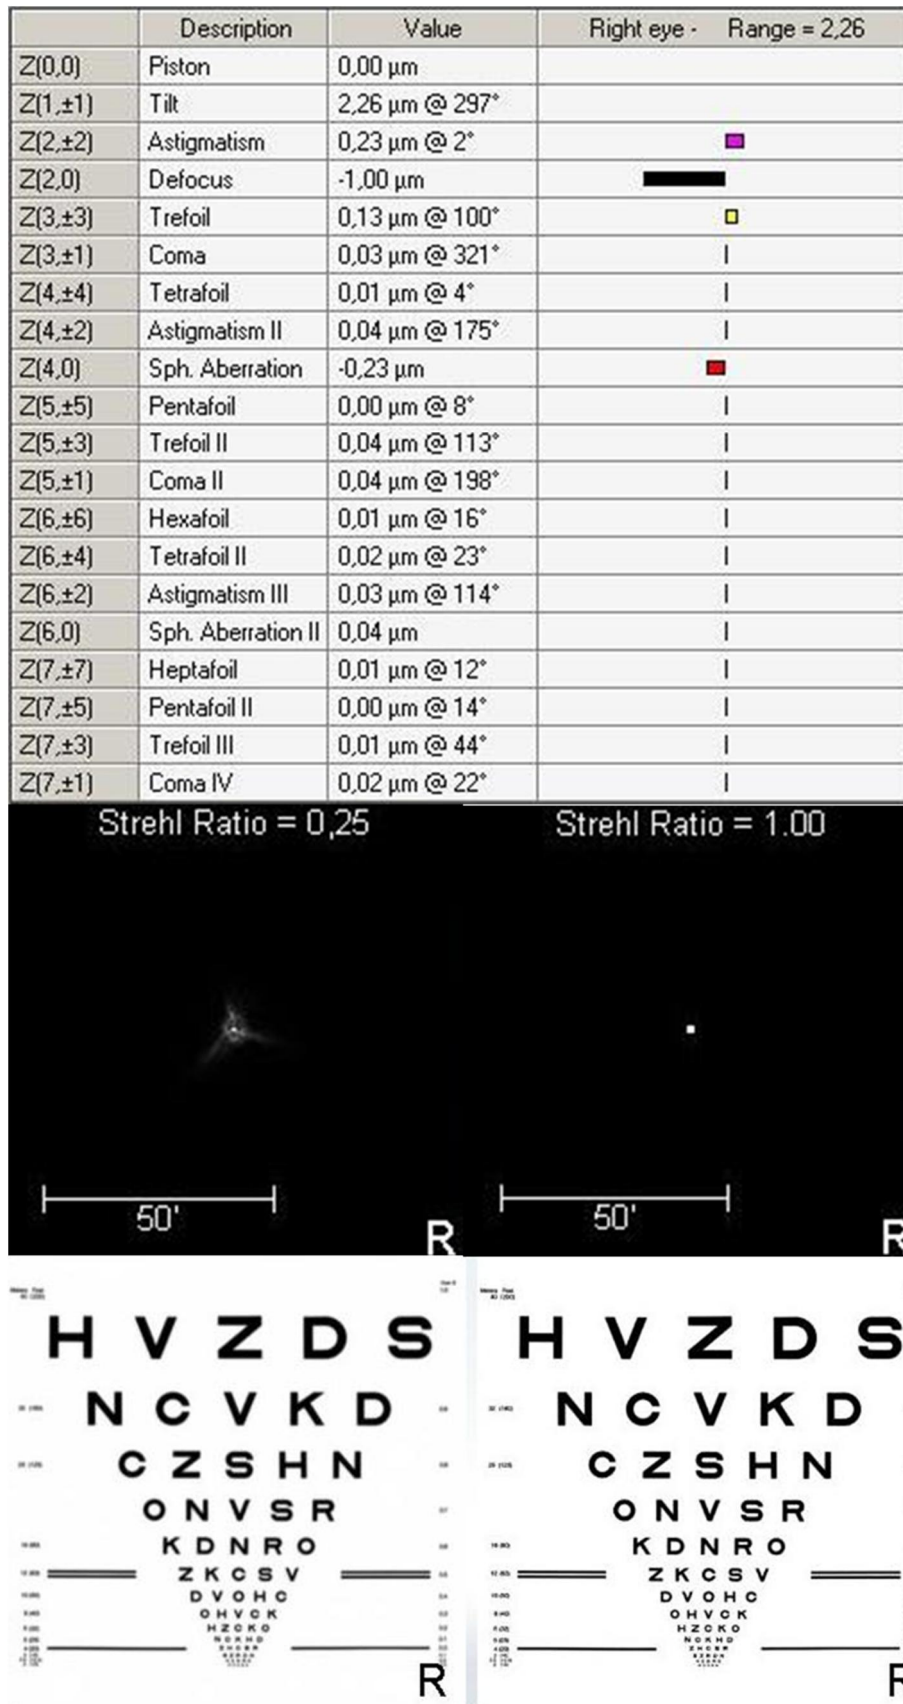 Description Value Right eye - Range = 2,26
Z(0,0) Piston 0,00 µm
Z(1,±1) Tilt 2,26 µm @ 297°
Z(2,±2) Astigmatism 0,23 µm @ 2°
Z(2,0) Defocus -1,00 µm
Z(3,±3) Trefoil 0,13 µm @ 100°
Z(3,±1) Coma 0,03 µm @ 321°
Z(4,±4) Tetrafoil 0,01 µm @ 4°
Z(4,±2) Astigmatism II 0,04 µm @ 175°
Z(4,0) Sph. Aberration -0,23 µm
Z(5,±5) Pentafoil 0,00 µm @ 8°
Z(5,±3) Trefoil II 0,04 µm @ 113°
Z(5,±1) Coma II 0,04 µm @ 198°
Z(6,±6) Hexafoil 0,01 µm @ 16°
Z(6,±4) Tetrafoil II 0,02 µm @ 23°
Z(6,±2) Astigmatism III 0,03 µm @ 114°
Z(6,0) Sph. Aberration II 0,04 µm
Z(7,±7) Heptafoil 0,01 µm @ 12°
Z(7,±5) Pentafoil II 0,00 µm @ 14°
Z(7,±3) Trefoil III 0,01 µm @ 44°
Z(7,±1) Coma IV 0,02 µm @ 22°
Strehl Ratio = 0,25 Strehl Ratio = 1.00
50' 50'
R R
H V Z D S H V Z D S
N C V K D N C V K D
C Z S H N C Z S H N
O N V S R O N V S R
K D N R O K D N R O
Z K C S V Z K C S V
D V O H C D V O H C
O H V C K O H V C K
H Z C K O H Z C K O
N C K H D N C K H D
R R